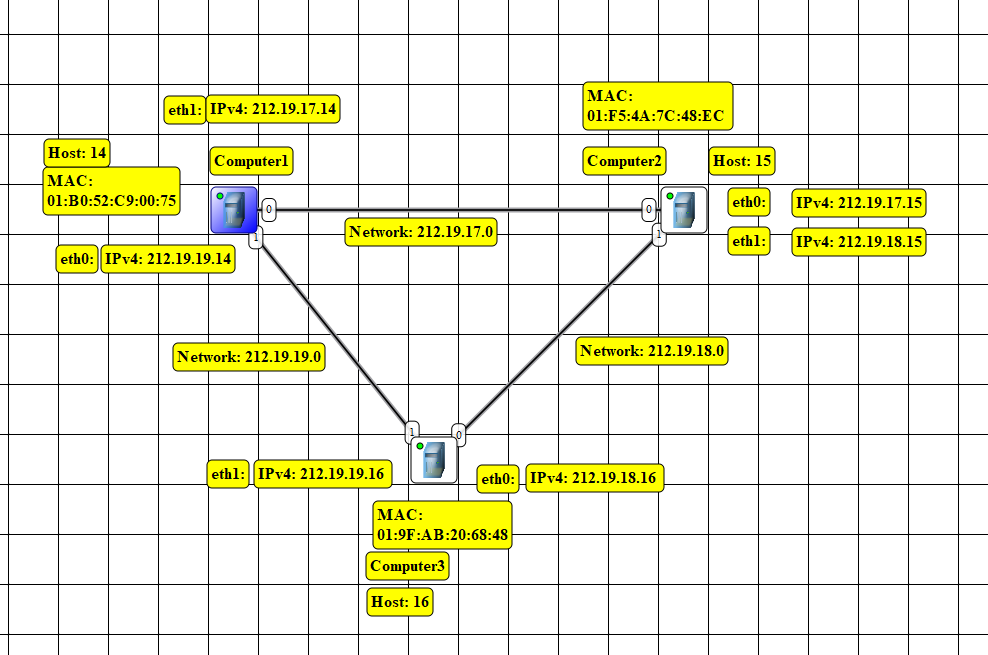 eth1: IPv4: 212.19.17.14
MAC:
01:F5:4A:7C:48:EC
Host: 14
Computer1
Computer2
Host: 15
MAC:
01:B0:52:C9:00:75
0
0
eth0: IPv4: 212.19.17.15
Network: 212.19.17.0
1
1
eth1: IPv4: 212.19.18.15
eth0: IPv4: 212.19.19.14
Network: 212.19.19.0
Network: 212.19.18.0
1
0
eth1: IPv4: 212.19.19.16
eth0: IPv4: 212.19.18.16
MAC:
01:9F:AB:20:68:48
Computer3
Host: 16